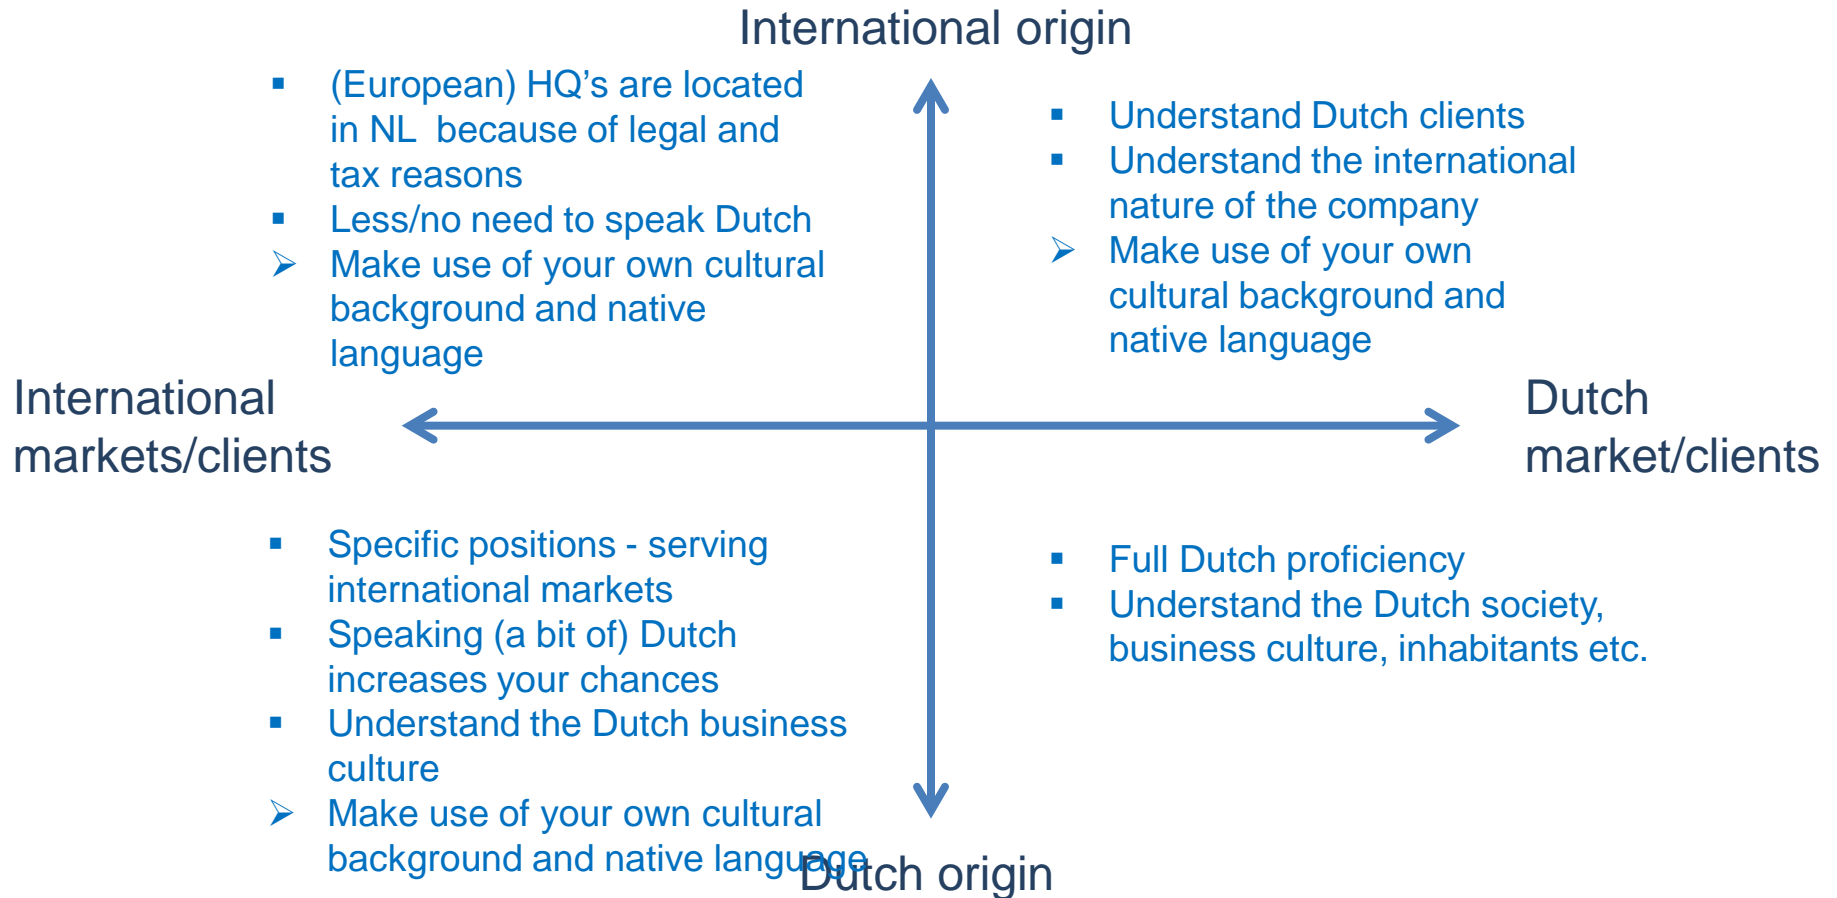 International origin
▪ (European) HQ's are located
in NL  because of legal and
tax reasons
▪ Less/no need to speak Dutch
➢ Make use of your own cultural
background and native
language
▪ Understand Dutch clients
▪ Understand the international
nature of the company
➢ Make use of your own
cultural background and
native language
International
markets/clients
Dutch
market/clients
▪ Specific positions - serving
international markets
▪ Speaking (a bit of) Dutch
increases your chances
▪ Understand the Dutch business
culture
➢ Make use of your own cultural
background and native language
▪ Full Dutch proficiency
▪ Understand the Dutch society,
business culture, inhabitants etc.
Dutch origin